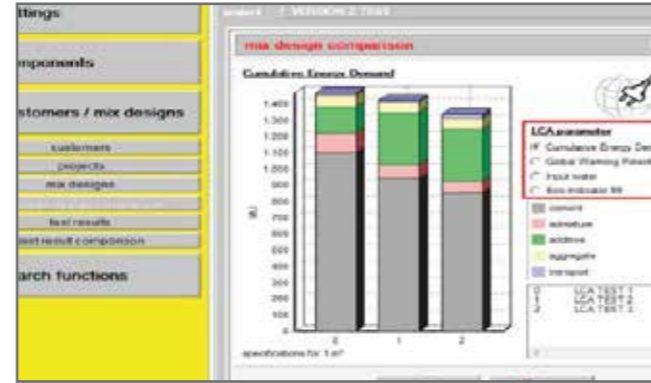 ttings
mponents
stomers / mix designs
customers
projects
mix designs
test results
test result comparison
arch functions
project
VERSION 2 TEST
mix design comparison
Cumulative Energy Demand
1.400
1.300
1.200
1.100
1.000
900
800
700
600
500
400
300
200
100
0
MJ
0 1 2
specifications for 1 m³
LCA parameter
Cumulative Energy Dem
Global Warming Potent
Input water
Eco Indicator 99
cement
admixture
additive
aggregate
transport
0 LCA TEST 1
1 LCA TEST 2
2 LCA TEST 3